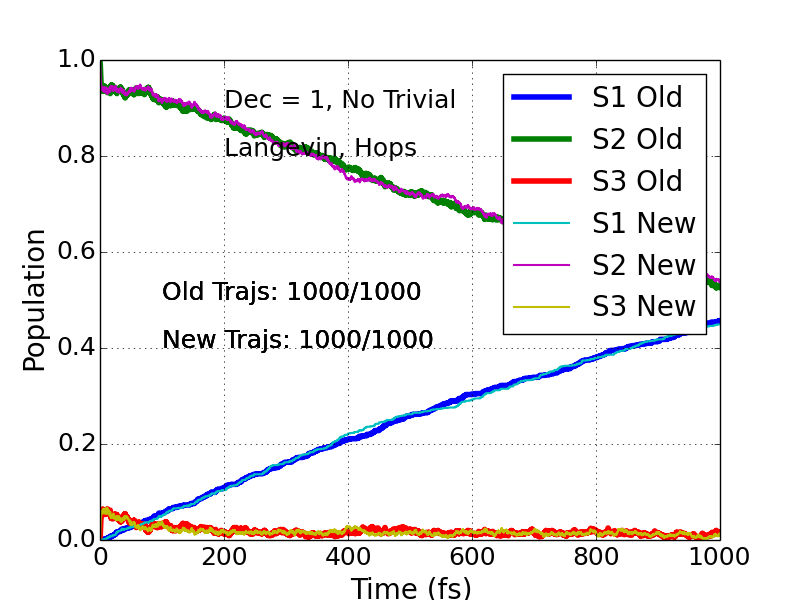 1.0
0.8
0.6
0.4
0.2
0.0
Population
Dec = 1, No Trivial
Langevin, Hops
Old Trajs: 1000/1000
New Trajs: 1000/1000
S1 Old
S2 Old
S3 Old
S1 New
S2 New
S3 New
0 200 400 600 800 1000
Time (fs)